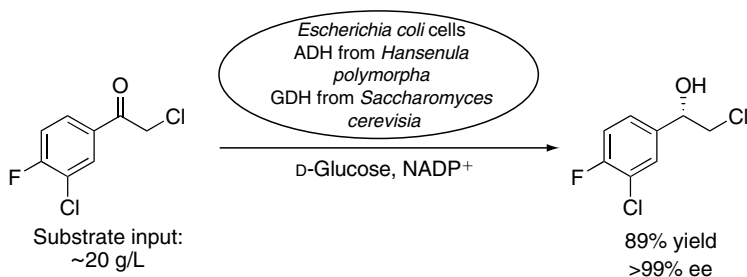 Escherichia coli cells
ADH from Hansenula
polymorpha
GDH from Saccharomyces
cerevisia
D-Glucose, NADP+
O
Cl
F
Cl
Substrate input:
~20 g/L
OH
Cl
F
Cl
89% yield
>99% ee